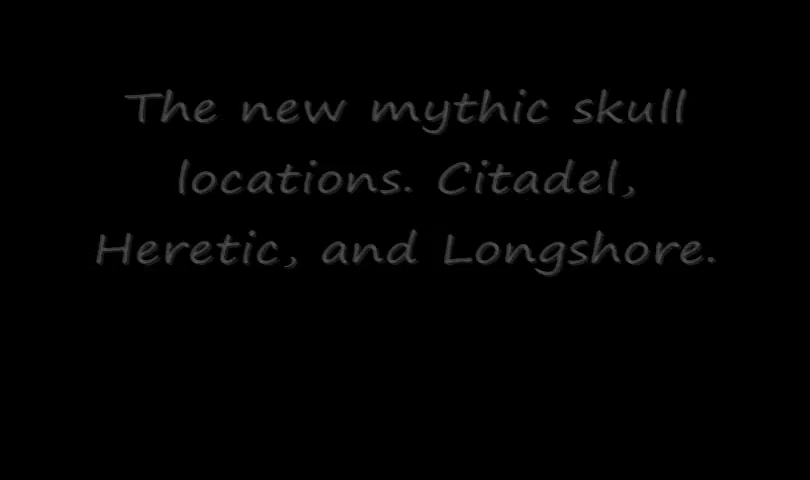 The new mythic skull
locations. Citadel,
Heretic, and Longshore.